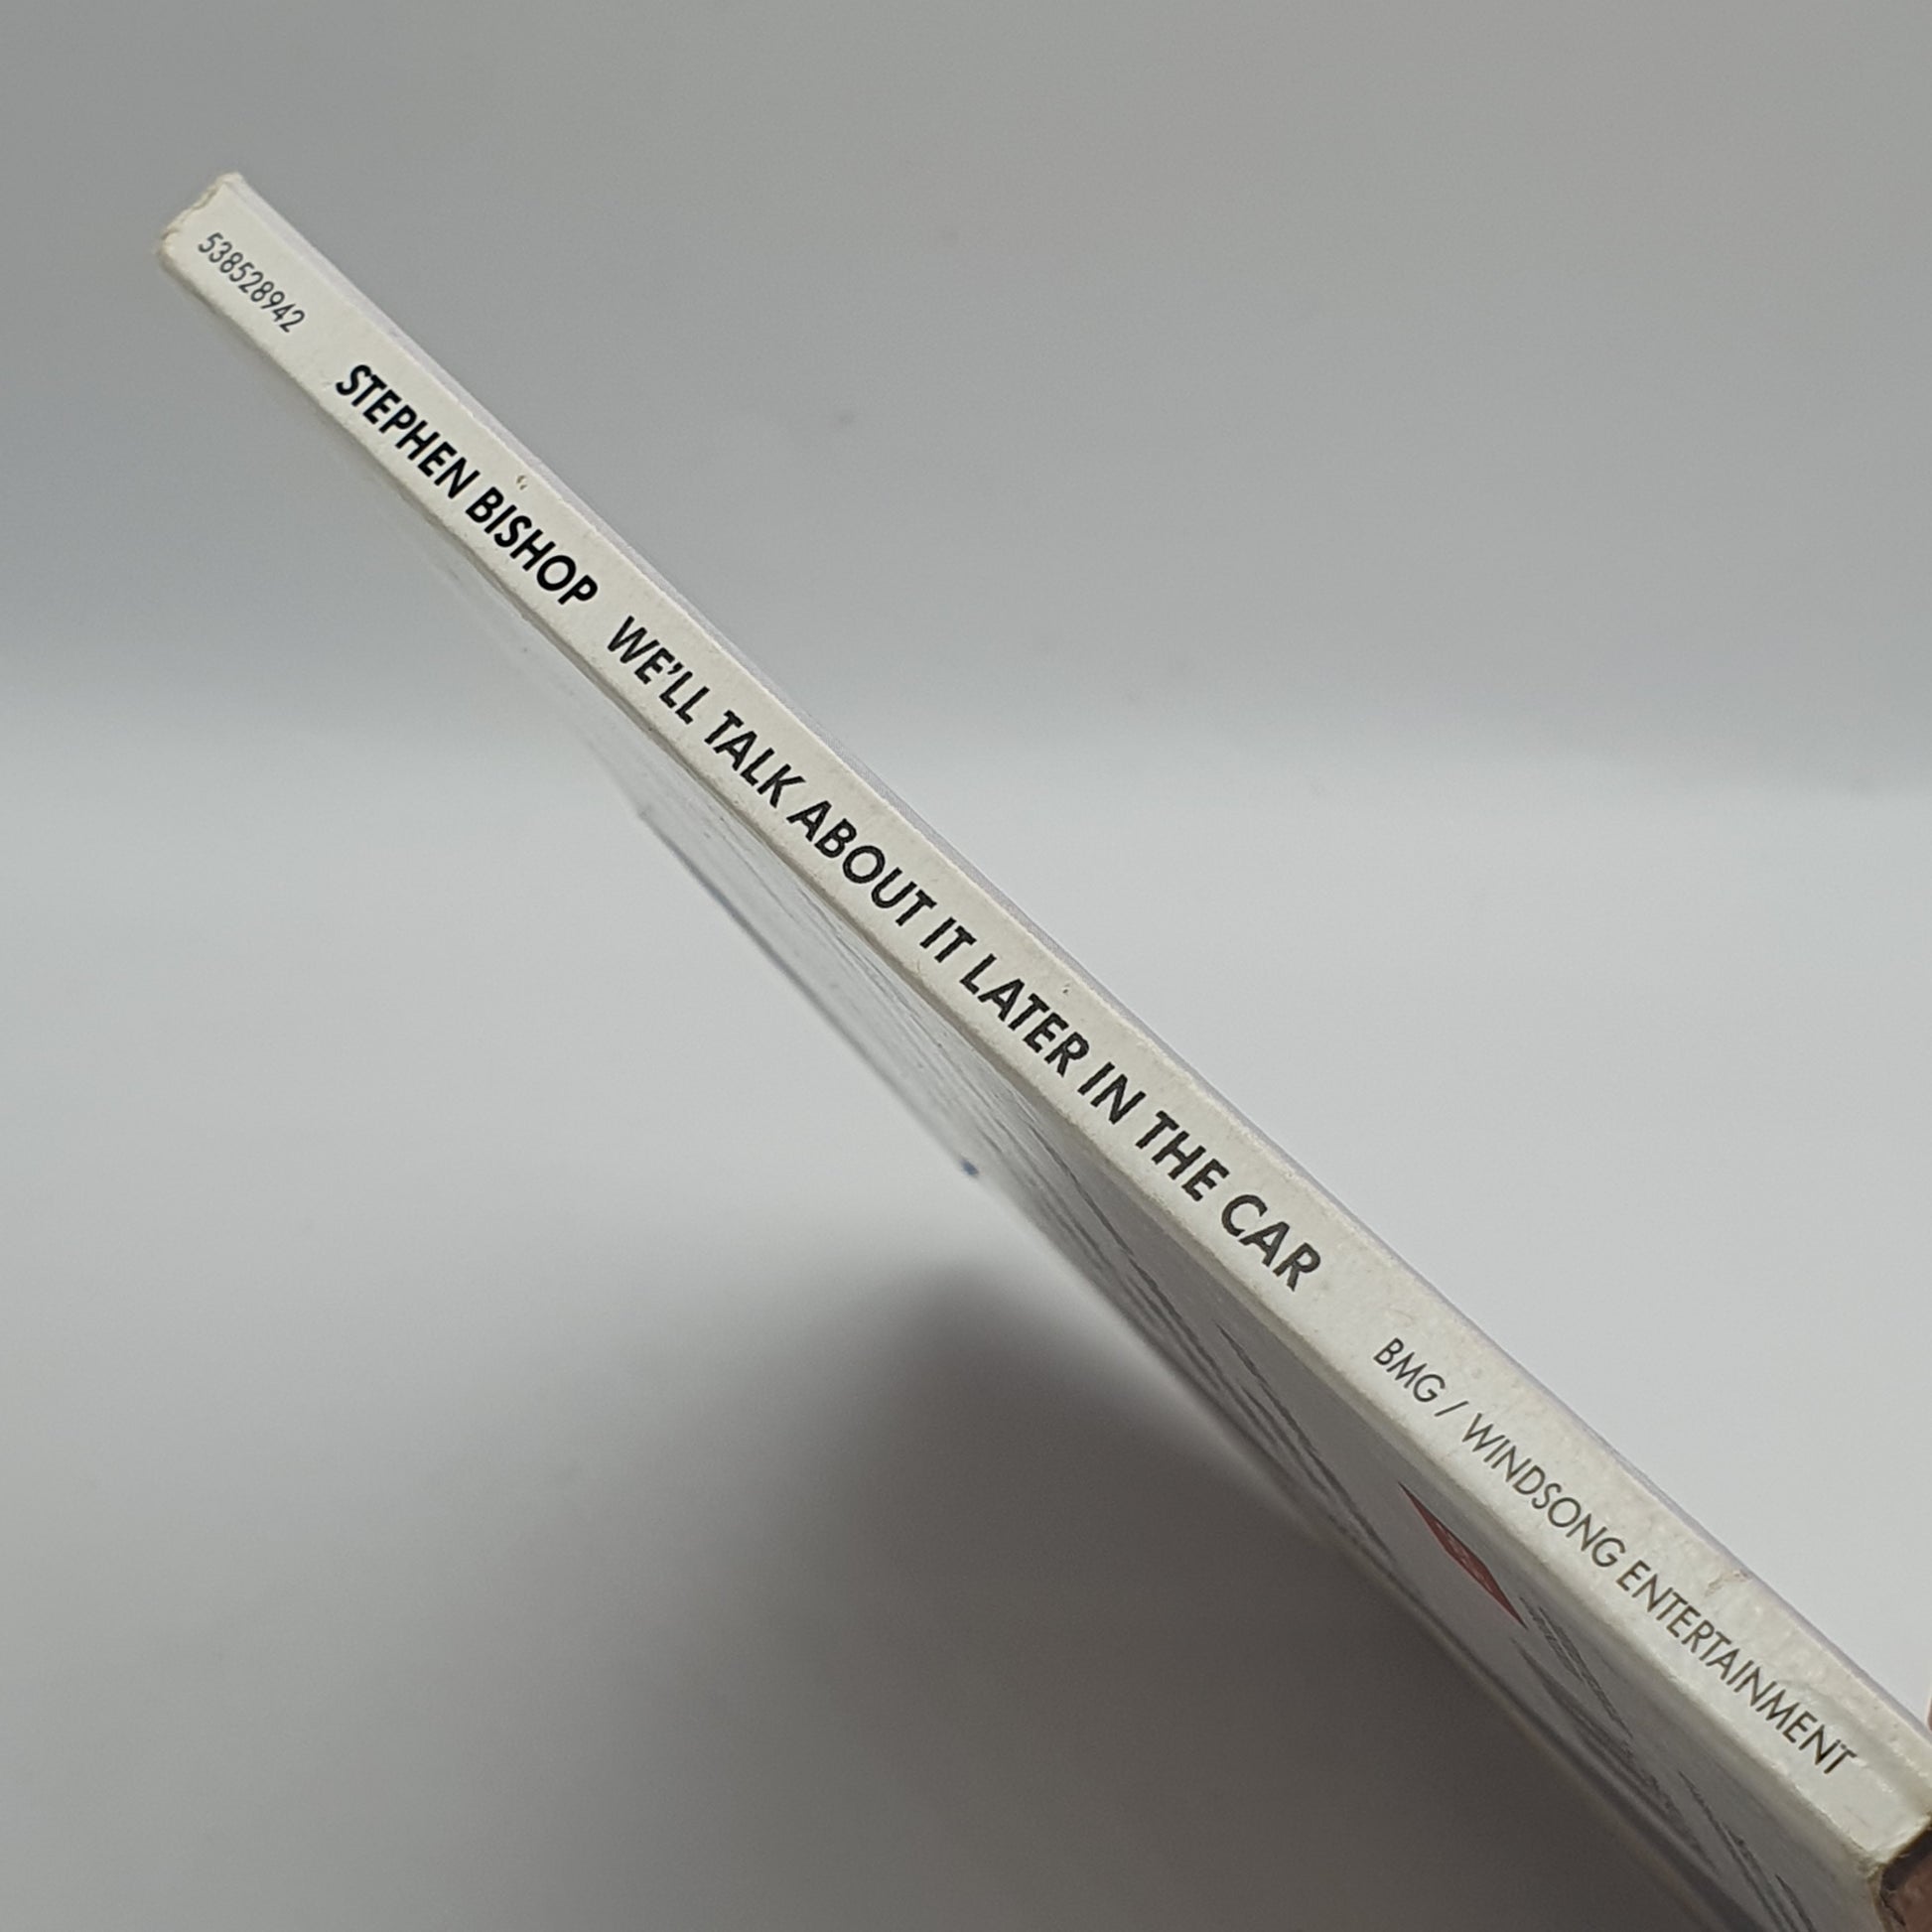 538528942 STEPHEN BISHOP WE'LL TALK ABOUT IT LATER IN THE CAR BMG / WINDSONG ENTERTAINMENT